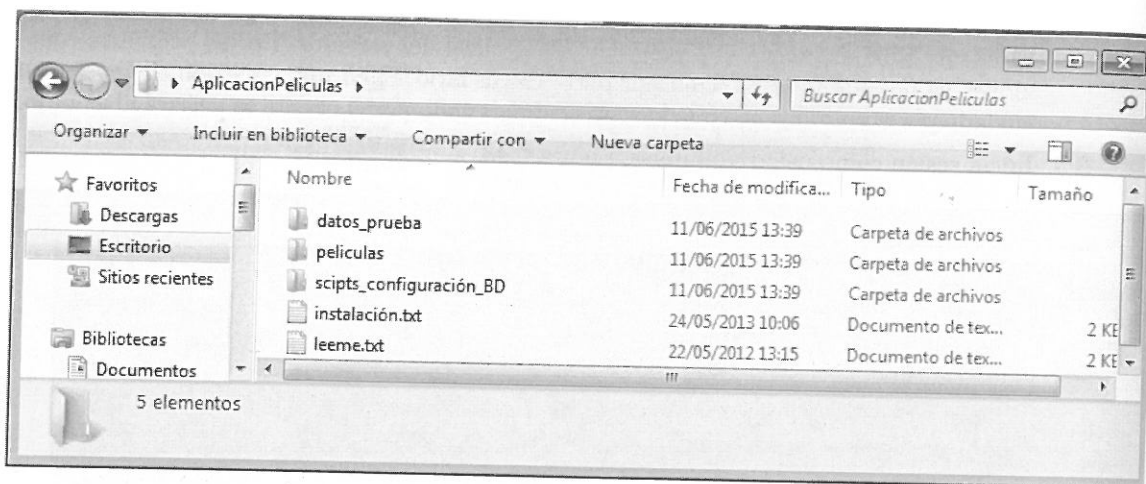 AplicacionPeliculas
Buscar AplicacionPeliculas
Organizar Incluir en biblioteca Compartir con Nueva carpeta
Favoritos
Descargas
Escritorio
Sitios recientes
Bibliotecas
Documentos
Nombre Fecha de modifica... Tipo Tamaño
datos_prueba 11/06/2015 13:39 Carpeta de archivos
peliculas 11/06/2015 13:39 Carpeta de archivos
scipts_configuración_BD 11/06/2015 13:39 Carpeta de archivos
instalación.txt 24/05/2013 10:06 Documento de tex... 2 KE
leeme.txt 22/05/2012 13:15 Documento de tex... 2 KE
5 elementos